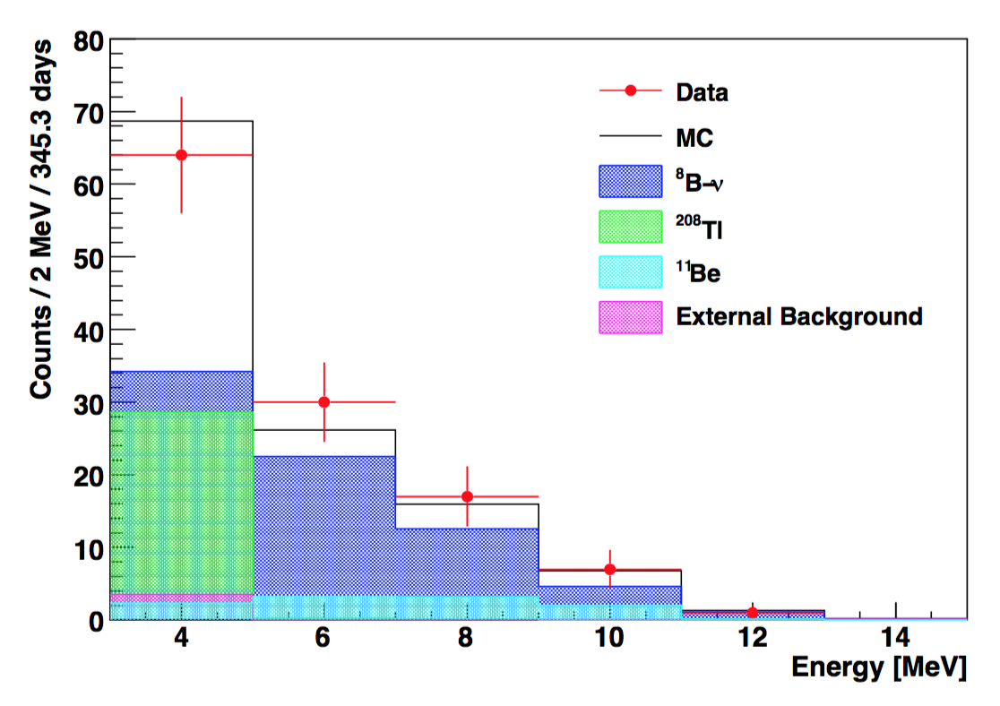 Counts / 2 MeV / 345.3 days
80
70
60
50
40
30
20
10
0
Data
MC
⁸B-ν
²⁰⁸Tl
¹¹Be
External Background
4 6 8 10 12 14
Energy [MeV]